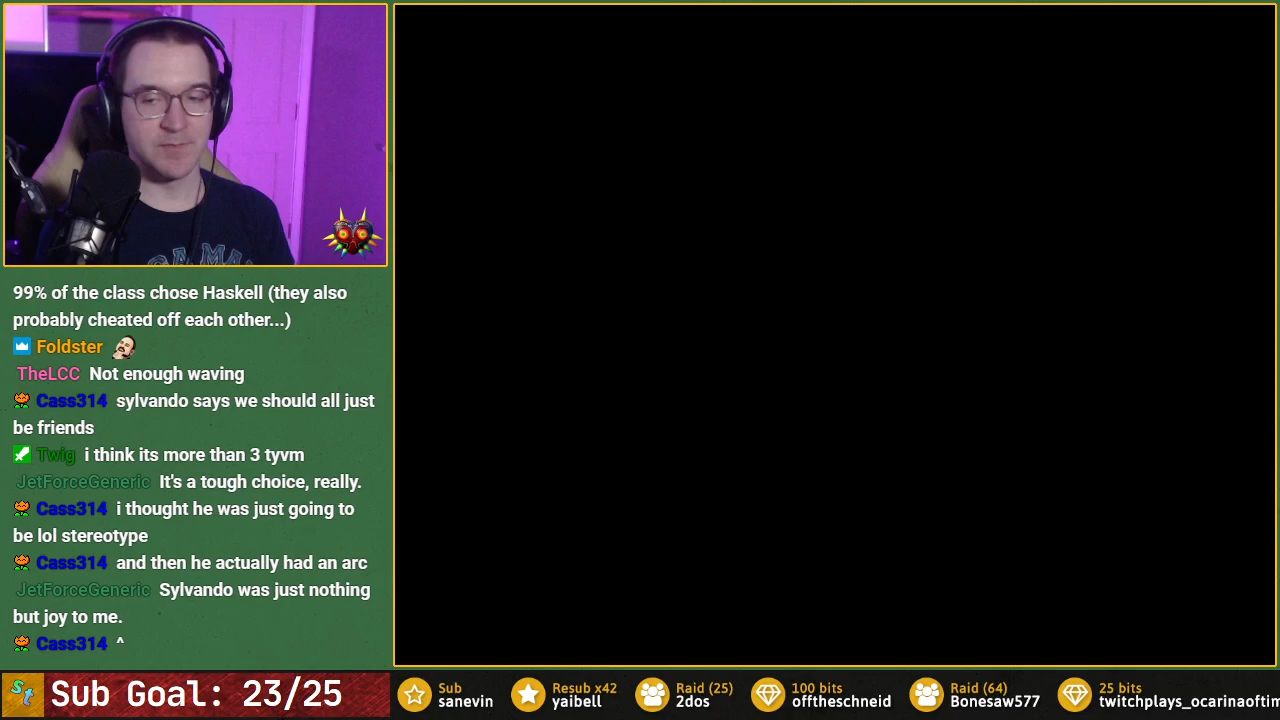 99% of the class chose Haskell (they also
probably cheated off each other...)
Foldster
TheLCC Not enough waving
Cass314 sylvando says we should all just
be friends
Twig i think its more than 3 tyvm
JetForceGeneric It's a tough choice, really.
Cass314 i thought he was just going to
be lol stereotype
Cass314 and then he actually had an arc
JetForceGeneric Sylvando was just nothing
but joy to me.
Cass314 ^
St Sub Goal: 23/25
Sub
sanevin
Resub x42
yaibell
Raid (25)
2dos
100 bits
offtheschneid
Raid (64)
Bonesaw577
25 bits
twitchplays_ocarinaoftin